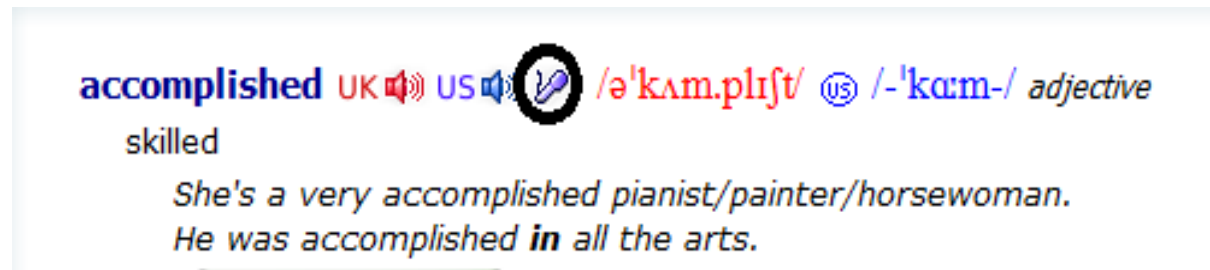 accomplished UK US /əˈkʌm.plɪʃt/ US /-ˈkɑːm-/ adjective
skilled
She's a very accomplished pianist/painter/horsewoman.
He was accomplished in all the arts.